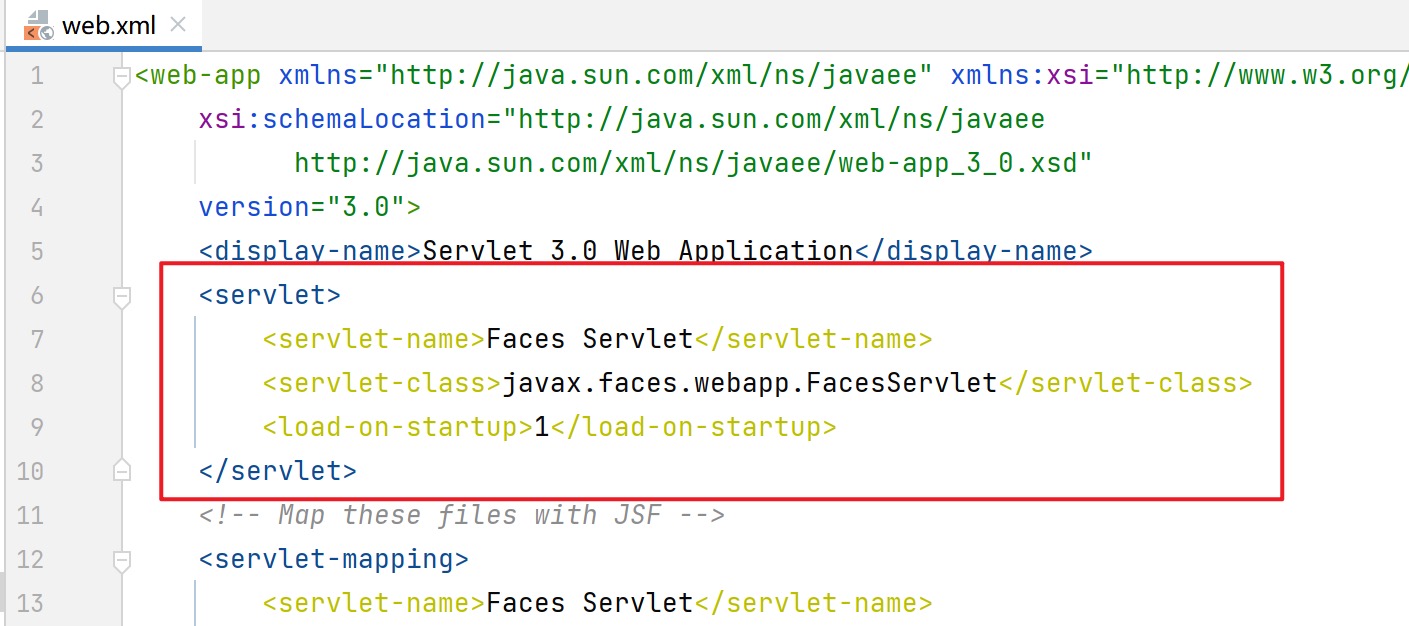 web.xml
1 <web-app xmlns="http://java.sun.com/xml/ns/javaee" xmlns:xsi="http://www.w3.org/
2 xsi:schemaLocation="http://java.sun.com/xml/ns/javaee
3 http://java.sun.com/xml/ns/javaee/web-app_3_0.xsd"
4 version="3.0">
5 <display-name>Servlet 3.0 Web Application</display-name>
6 <servlet>
7 <servlet-name>Faces Servlet</servlet-name>
8 <servlet-class>javax.faces.webapp.FacesServlet</servlet-class>
9 <load-on-startup>1</load-on-startup>
10 </servlet>
11 <!-- Map these files with JSF -->
12 <servlet-mapping>
13 <servlet-name>Faces Servlet</servlet-name>